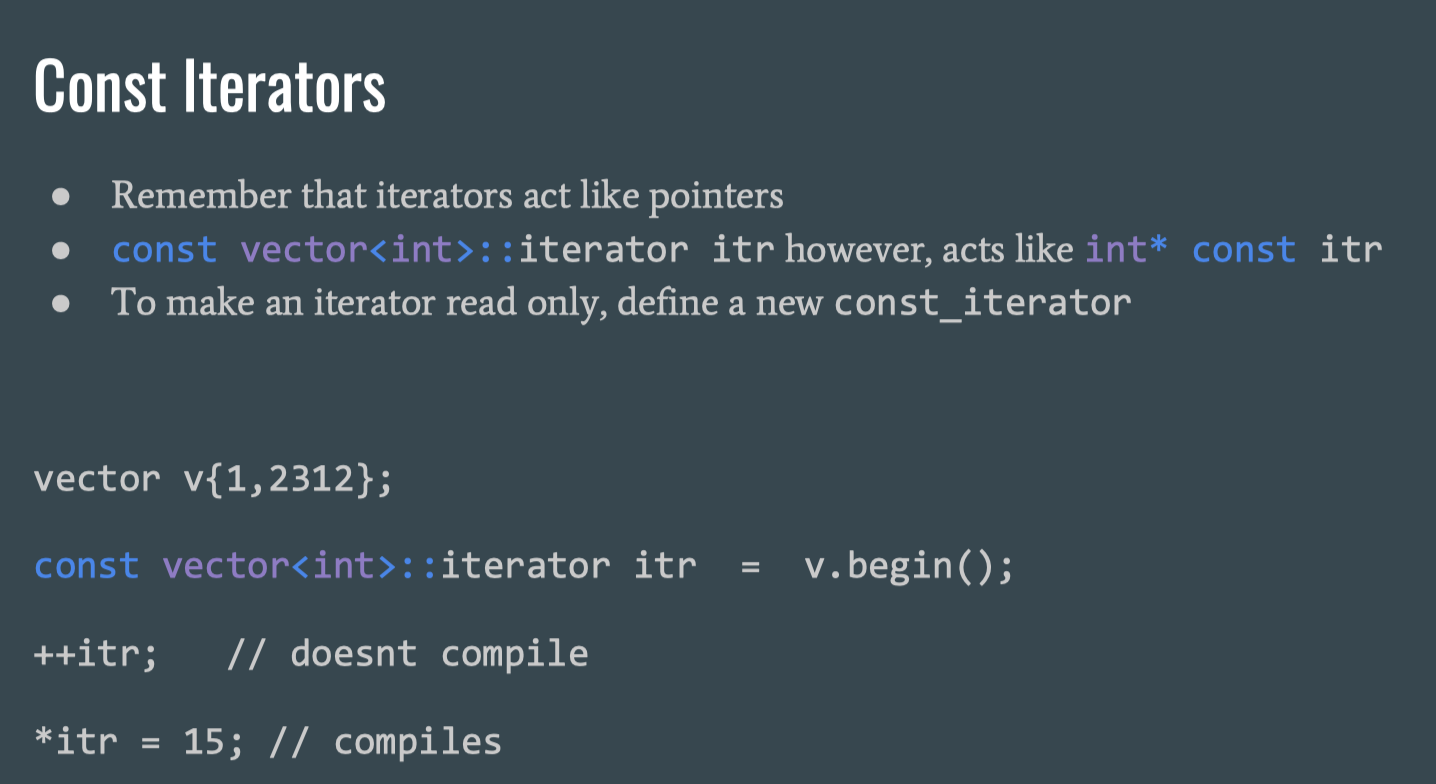 Const Iterators
● Remember that iterators act like pointers
● const vector<int>::iterator itr however, acts like int* const itr
● To make an iterator read only, define a new const_iterator
vector v{1,2312};
const vector<int>::iterator itr = v.begin();
++itr; // doesnt compile
*itr = 15; // compiles